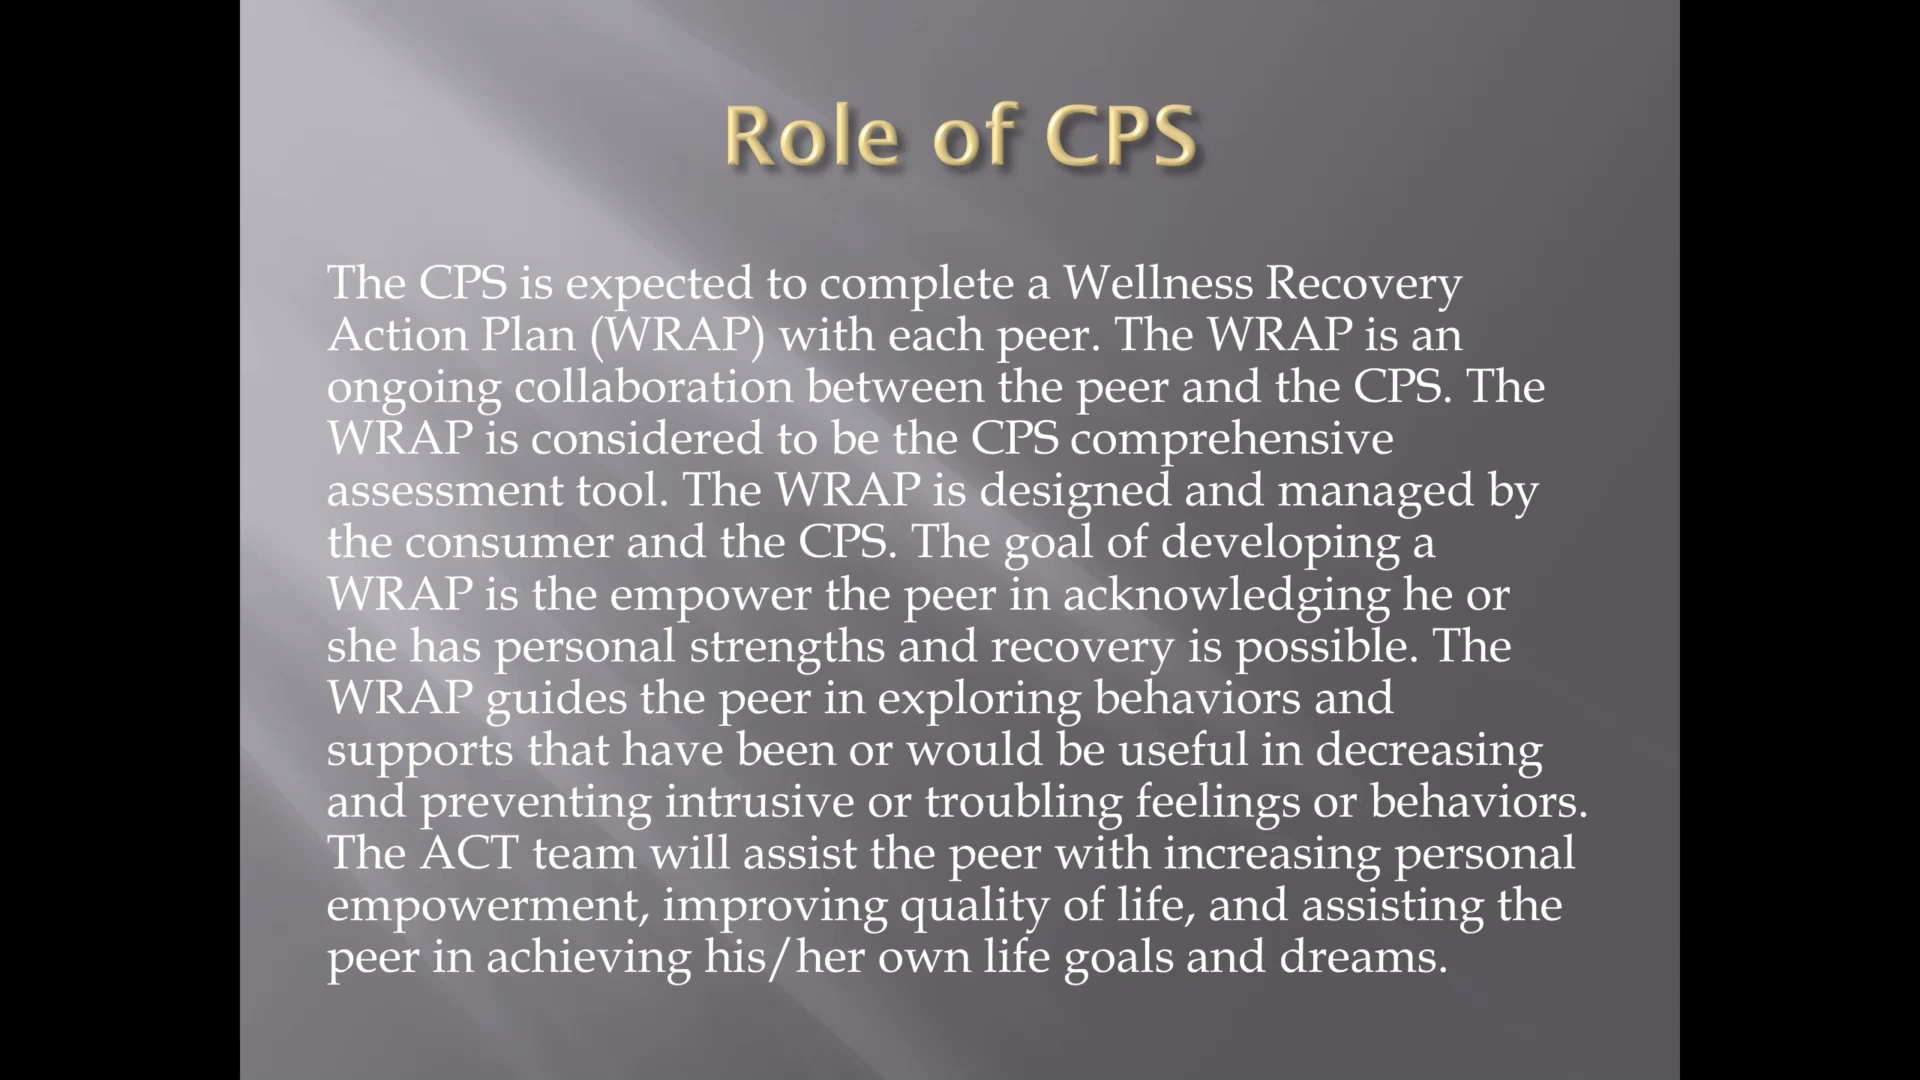 Role of CPS
The CPS is expected to complete a Wellness Recovery
Action Plan (WRAP) with each peer. The WRAP is an
ongoing collaboration between the peer and the CPS. The
WRAP is considered to be the CPS comprehensive
assessment tool. The WRAP is designed and managed by
the consumer and the CPS. The goal of developing a
WRAP is the empower the peer in acknowledging he or
she has personal strengths and recovery is possible. The
WRAP guides the peer in exploring behaviors and
supports that have been or would be useful in decreasing
and preventing intrusive or troubling feelings or behaviors.
The ACT team will assist the peer with increasing personal
empowerment, improving quality of life, and assisting the
peer in achieving his/her own life goals and dreams.